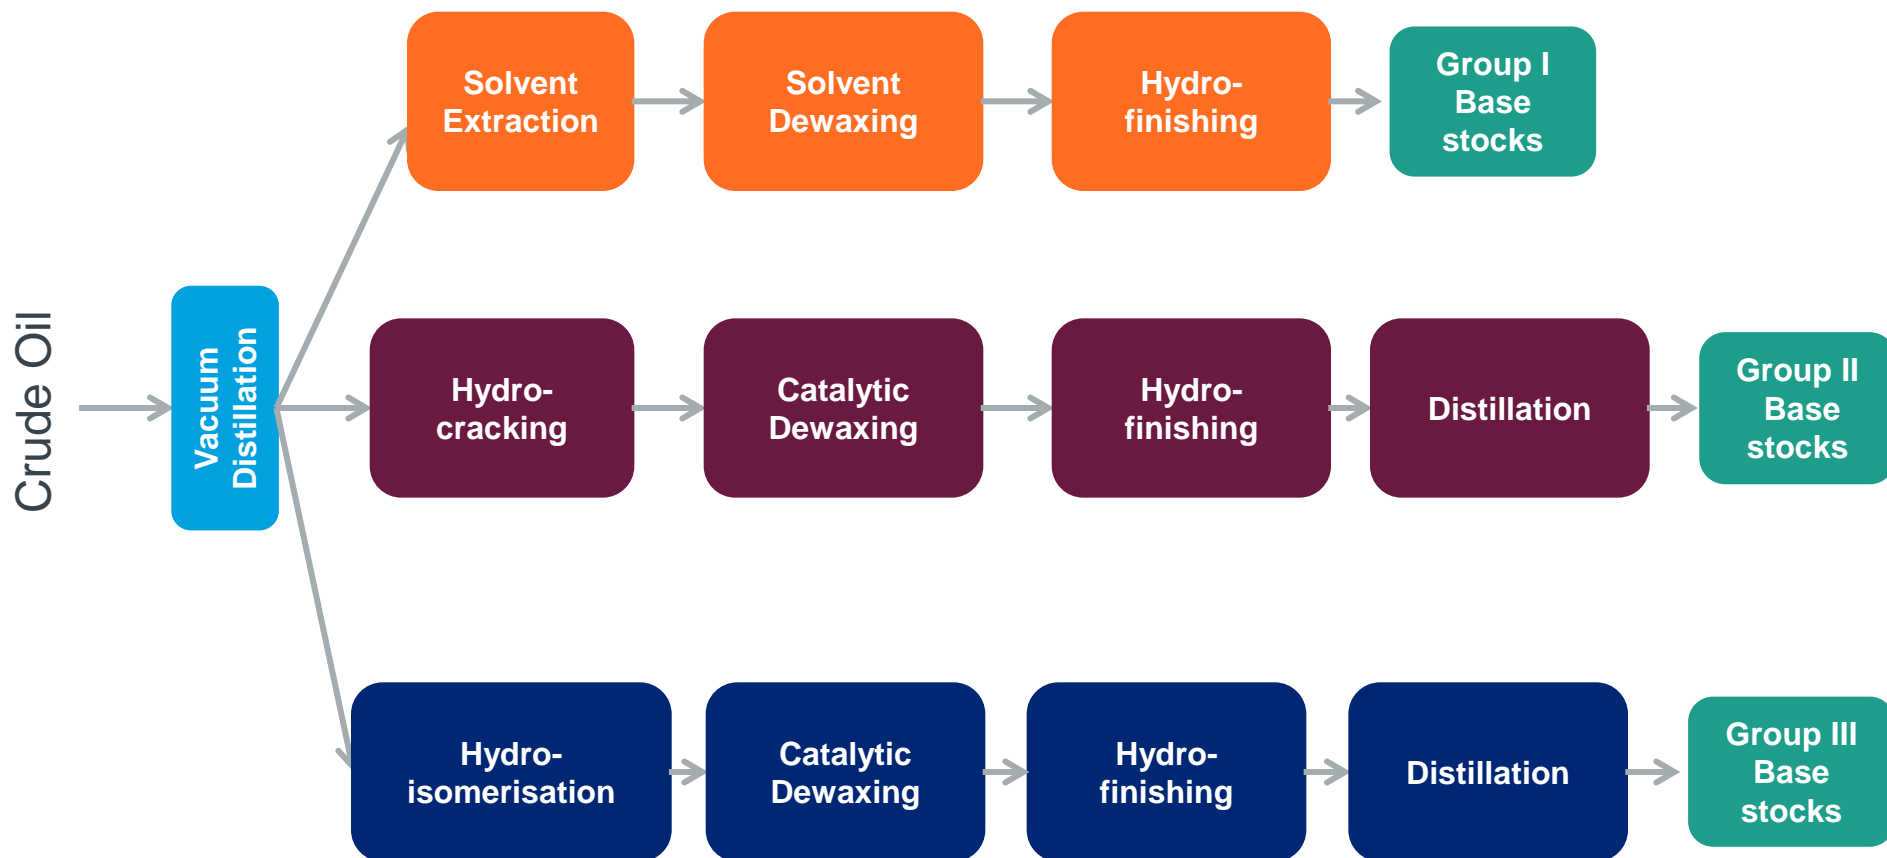 Crude Oil
Vacuum
Distillation
Solvent
Extraction
Solvent
Dewaxing
Hydro-
finishing
Group I
Base
stocks
Hydro-
cracking
Catalytic
Dewaxing
Hydro-
finishing
Distillation
Group II
Base
stocks
Hydro-
isomerisation
Catalytic
Dewaxing
Hydro-
finishing
Distillation
Group III
Base
stocks